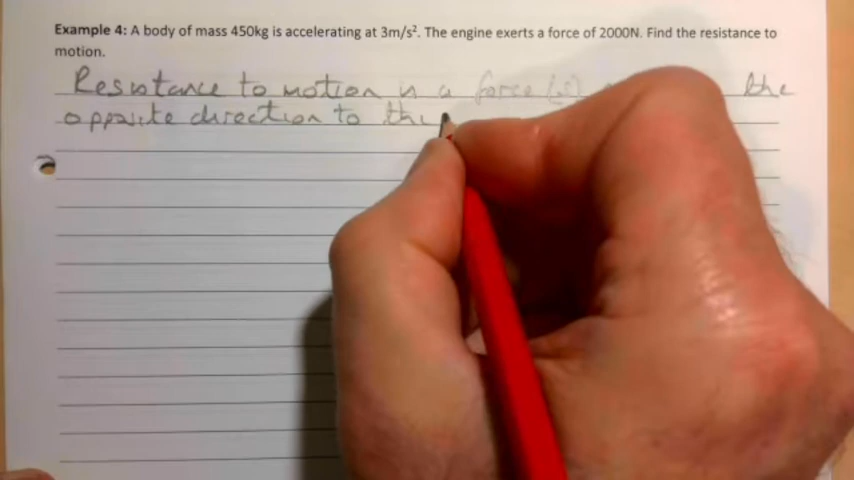 Example 4: A body of mass 450kg is accelerating at 3m/s². The engine exerts a force of 2000N. Find the resistance to
motion.
Resistance to motion is a force(s) the
opposite direction to the